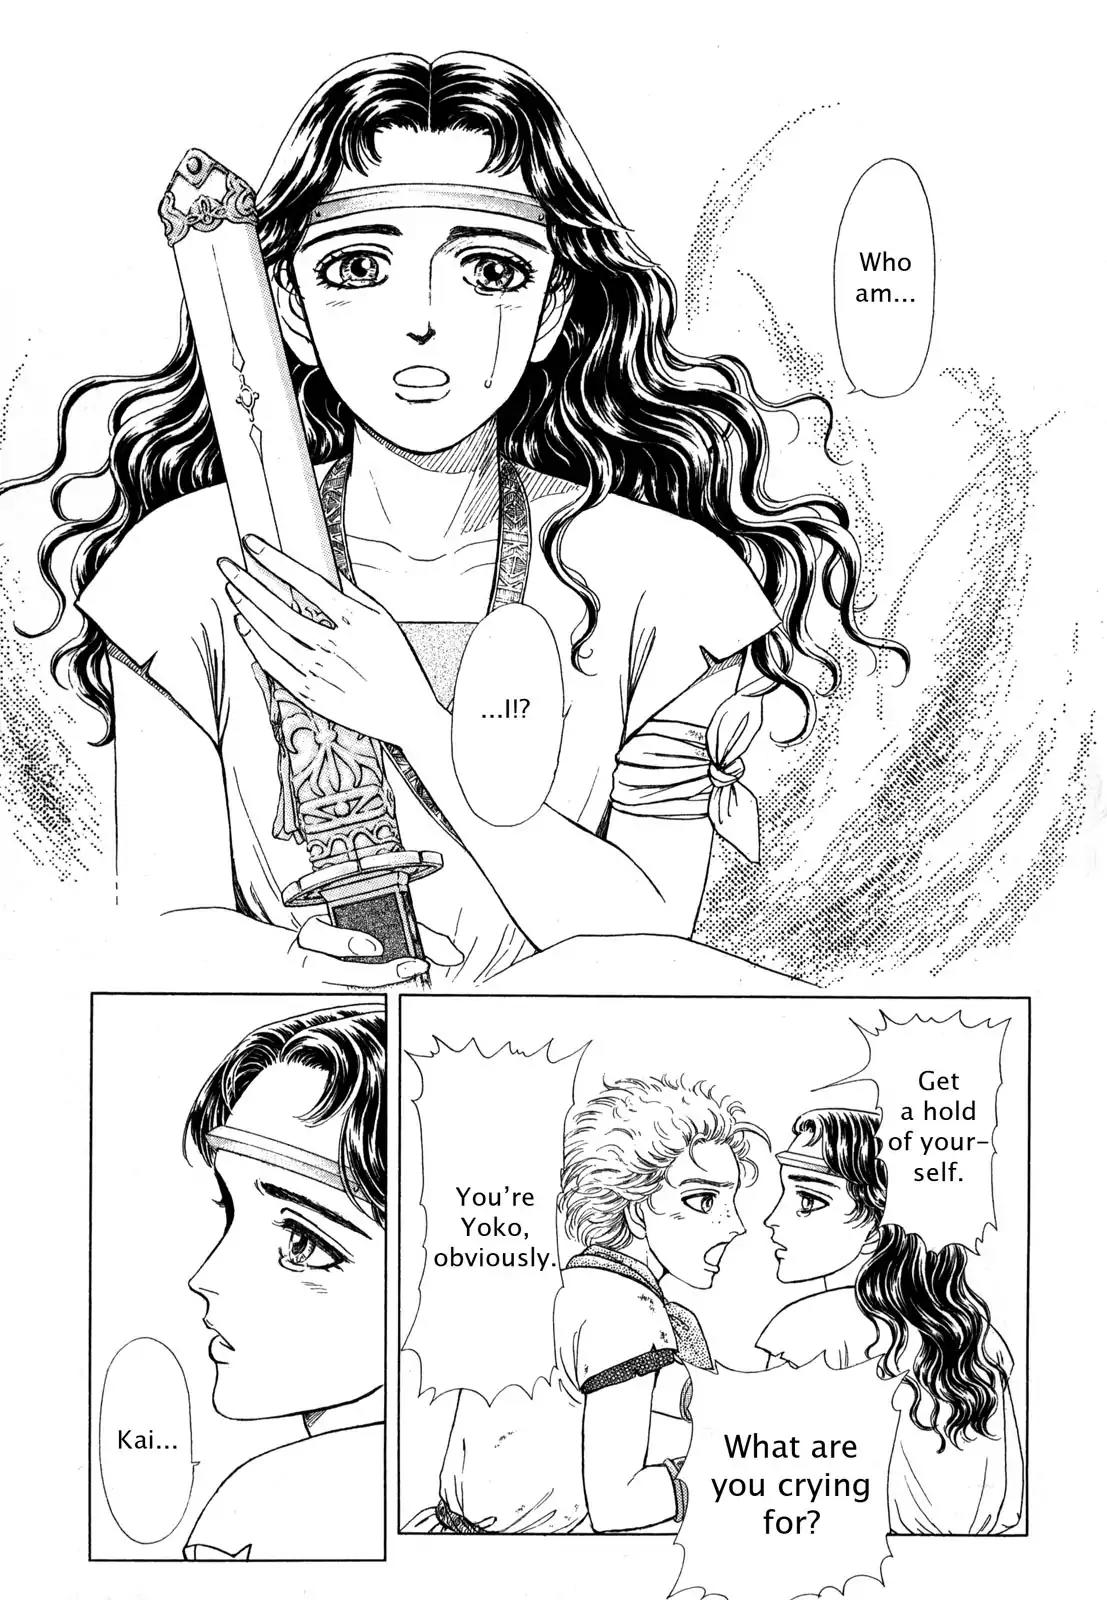 Who
am...
...I!?
Get
a hold
of your-
self.
You're
Yoko,
obviously.
What are
you crying
for?
Kai...